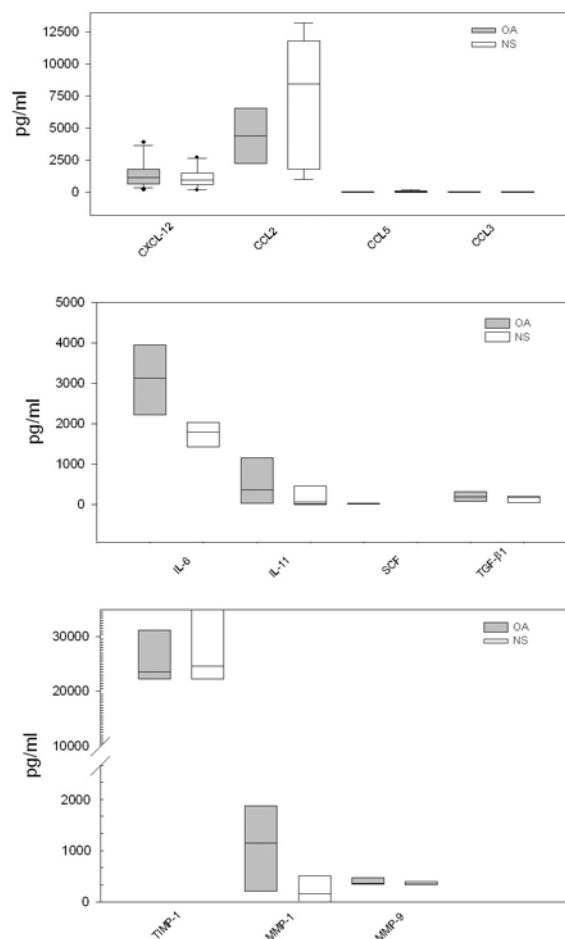 12500
10000
7500
5000
2500
0
pg/ml
OA
NS
CXCL-12
CCL2
CCL5
CCL3
5000
4000
3000
2000
1000
0
pg/ml
OA
NS
IL-6
IL-11
SCF
TGF-β1
30000
20000
10000
2000
1000
0
pg/ml
OA
NS
TIMP-1
MMP-1
MMP-9